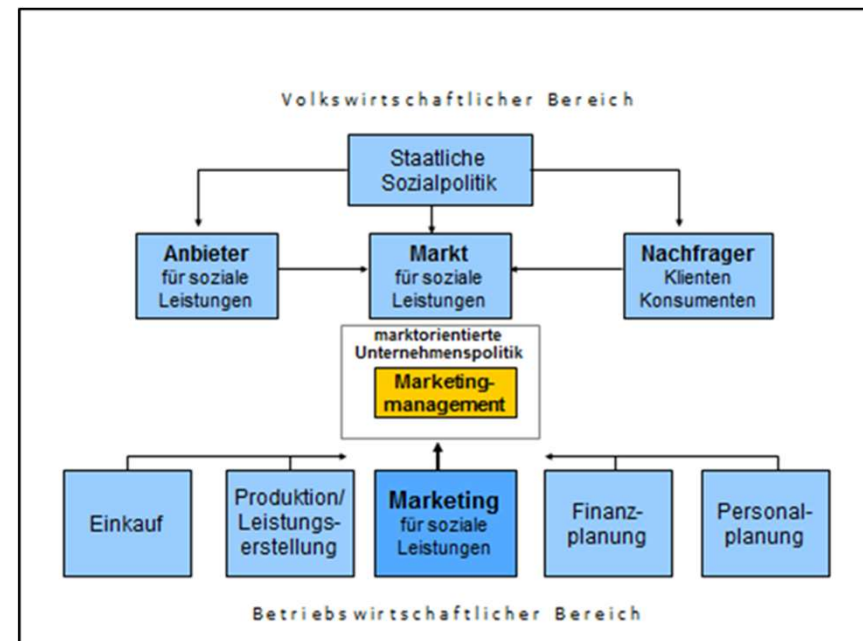 Volkswirtschaftlicher Bereich
Staatliche
Sozialpolitik
Anbieter
für soziale
Leistungen
Markt
für soziale
Leistungen
Nachfrager
Klienten
Konsumenten
marktorientierte
Unternehmenspolitik
Marketing-
management
Einkauf
Produktion/
Leistungs-
erstellung
Marketing
für soziale
Leistungen
Finanz-
planung
Personal-
planung
Betriebswirtschaftlicher Bereich